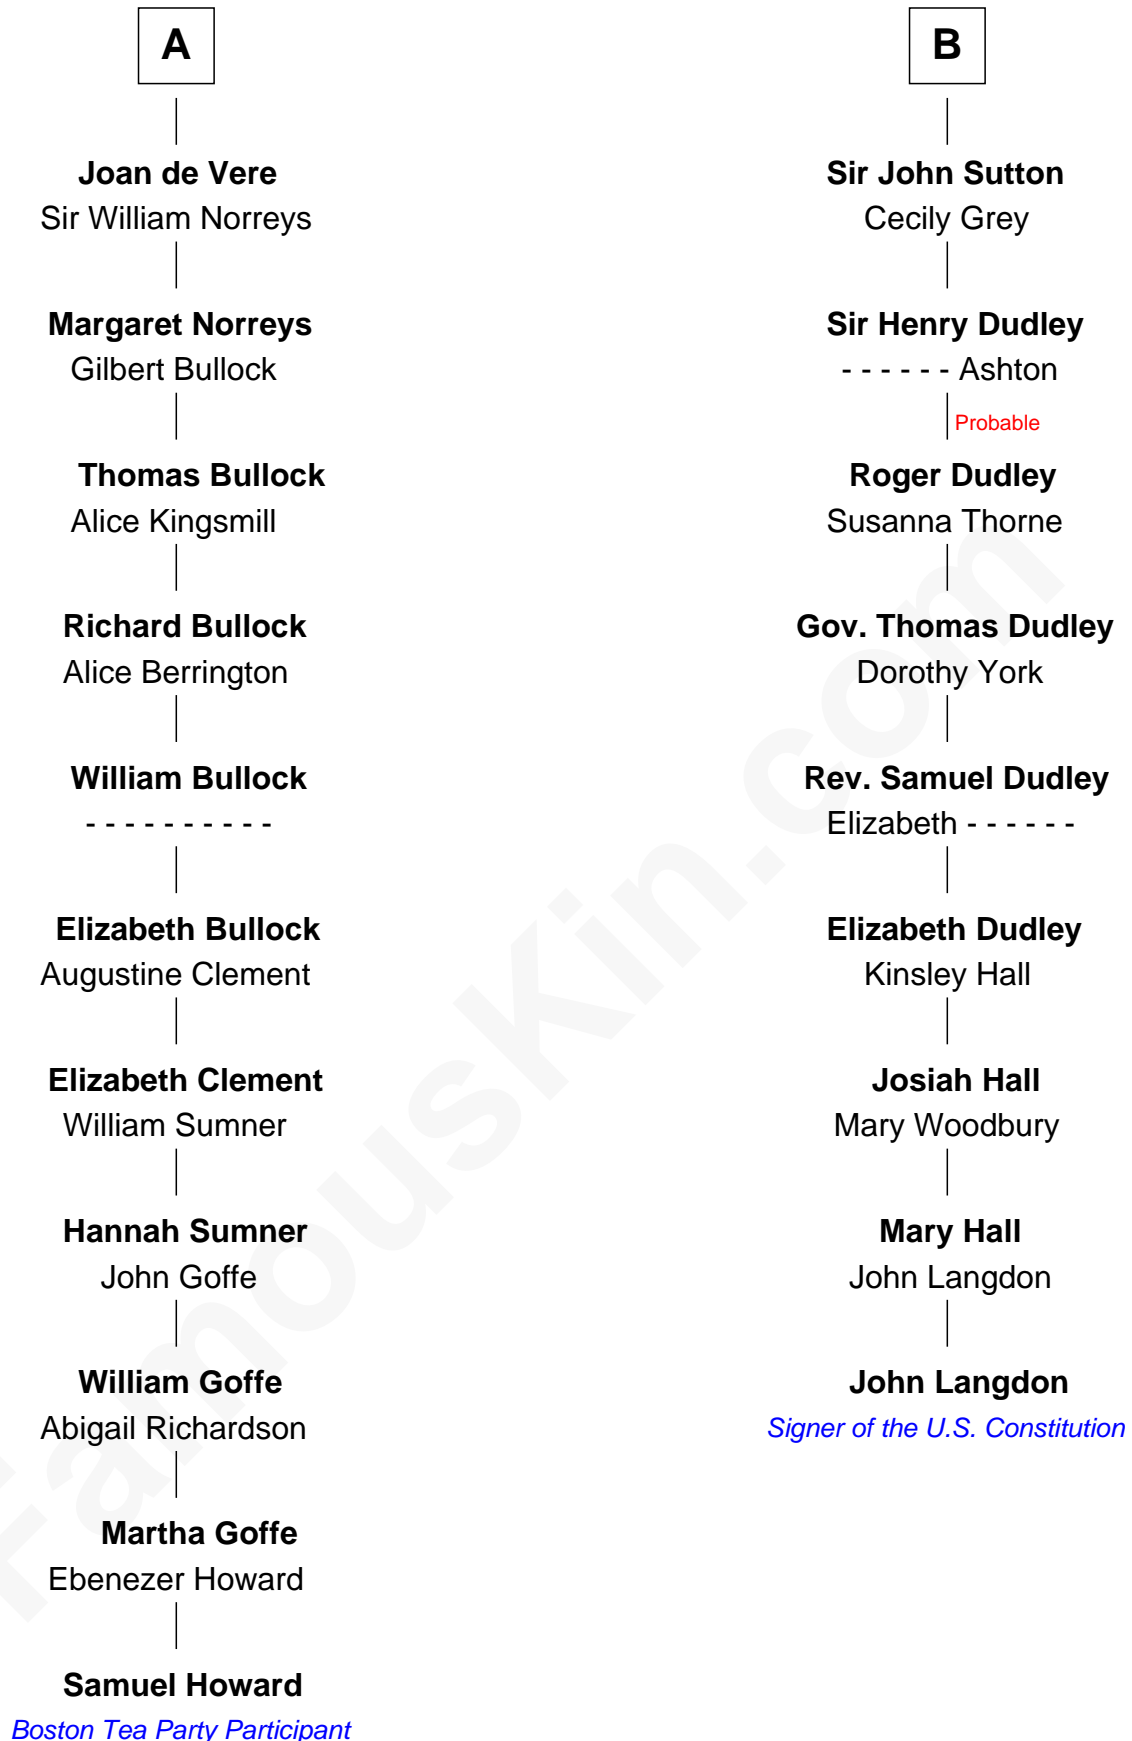 A
Joan de Vere
Sir William Norreys
Margaret Norreys
Gilbert Bullock
Thomas Bullock
Alice Kingsmill
Richard Bullock
Alice Berrington
William Bullock
- - - - - - - - - -
Elizabeth Bullock
Augustine Clement
Elizabeth Clement
William Sumner
Hannah Sumner
John Goffe
William Goffe
Abigail Richardson
Martha Goffe
Ebenezer Howard
Samuel Howard
Boston Tea Party Participant
B
Sir John Sutton
Cecily Grey
Sir Henry Dudley
- - - - - - Ashton
Probable
Roger Dudley
Susanna Thorne
Gov. Thomas Dudley
Dorothy York
Rev. Samuel Dudley
Elizabeth - - - - - -
Elizabeth Dudley
Kinsley Hall
Josiah Hall
Mary Woodbury
Mary Hall
John Langdon
John Langdon
Signer of the U.S. Constitution
FamousKin.com